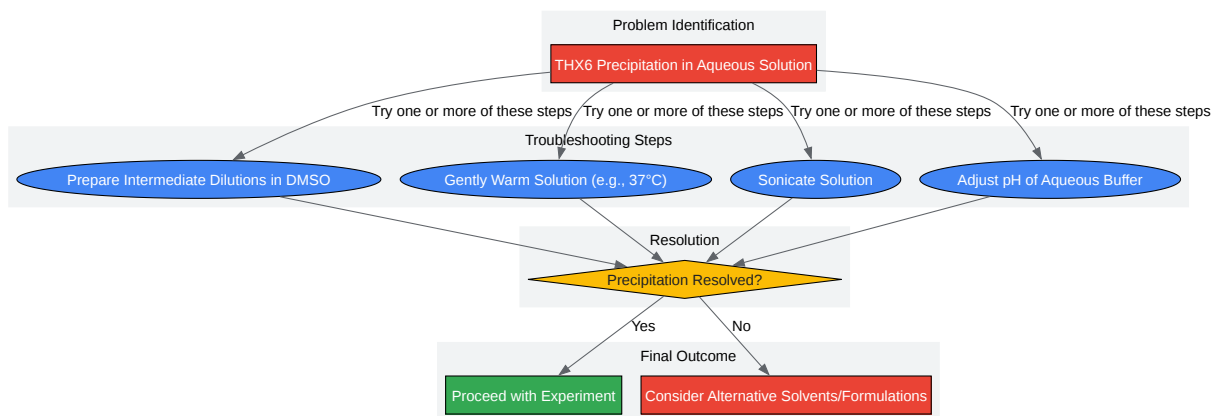 Problem Identification
THX6 Precipitation in Aqueous Solution
Try one or more of these steps
Try one or more of these steps
Try one or more of these steps
Try one or more of these steps
Troubleshooting Steps
Prepare Intermediate Dilutions in DMSO
Gently Warm Solution (e.g., 37°C)
Sonicate Solution
Adjust pH of Aqueous Buffer
Resolution
Precipitation Resolved?
Yes
No
Final Outcome
Proceed with Experiment
Consider Alternative Solvents/Formulations